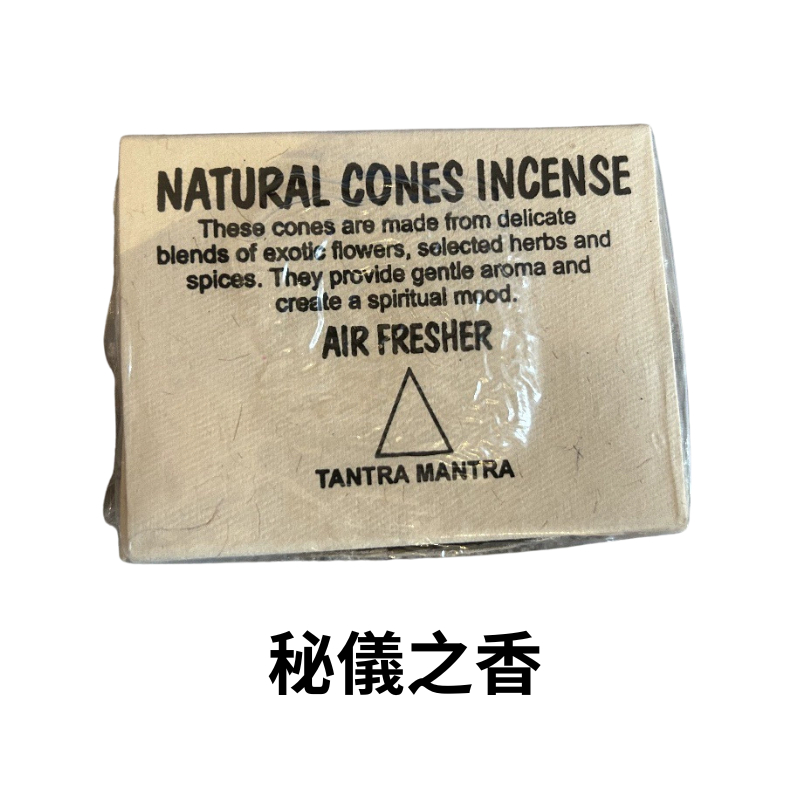 NATURAL CONES INCENSE
These cones are made from delicate
blends of exotic flowers, selected herbs and
spices. They provide gentle aroma and
create a spiritual mood.
AIR FRESHER
TANTRA MANTRA
秘儀之香